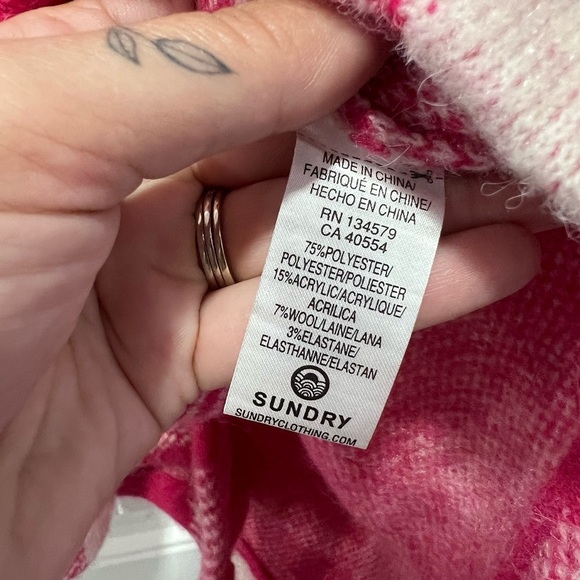 MADE IN CHINA/
FABRIQUÉ EN CHINE/
HECHO EN CHINA
RN 134579
CA 40554
75%POLYESTER/
POLYESTER/POLIESTER
15%ACRYLIC/ACRYLIQUE/
ACRILICA
7%WOOL/LAINE/LANA
3%ELASTANE/
ELASTHANNE/ELASTAN
SUNDRY
SUNDRYCLOTHING.COM